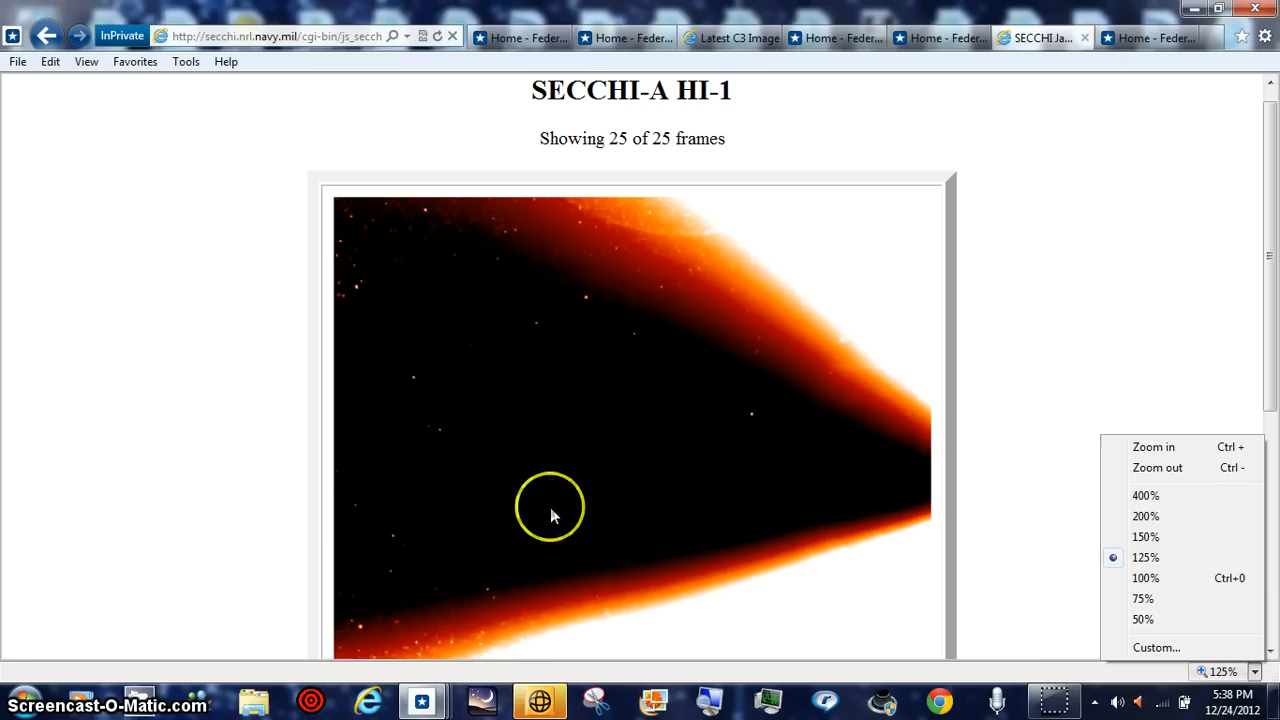 InPrivate
http://secchi.nrl.navy.mil/cgi-bin/js_secch
Home - Feder...
Home - Feder...
Latest C3 Image
Home - Feder...
Home - Feder...
SECCHI Ja...
Home - Feder...
File Edit View Favorites Tools Help
SECCHI-A HI-1
Showing 25 of 25 frames
Zoom in Ctrl +
Zoom out Ctrl -
400%
200%
150%
125%
100% Ctrl+0
75%
50%
Custom...
125%
Screencast-O-Matic.com
5:38 PM
12/24/2012